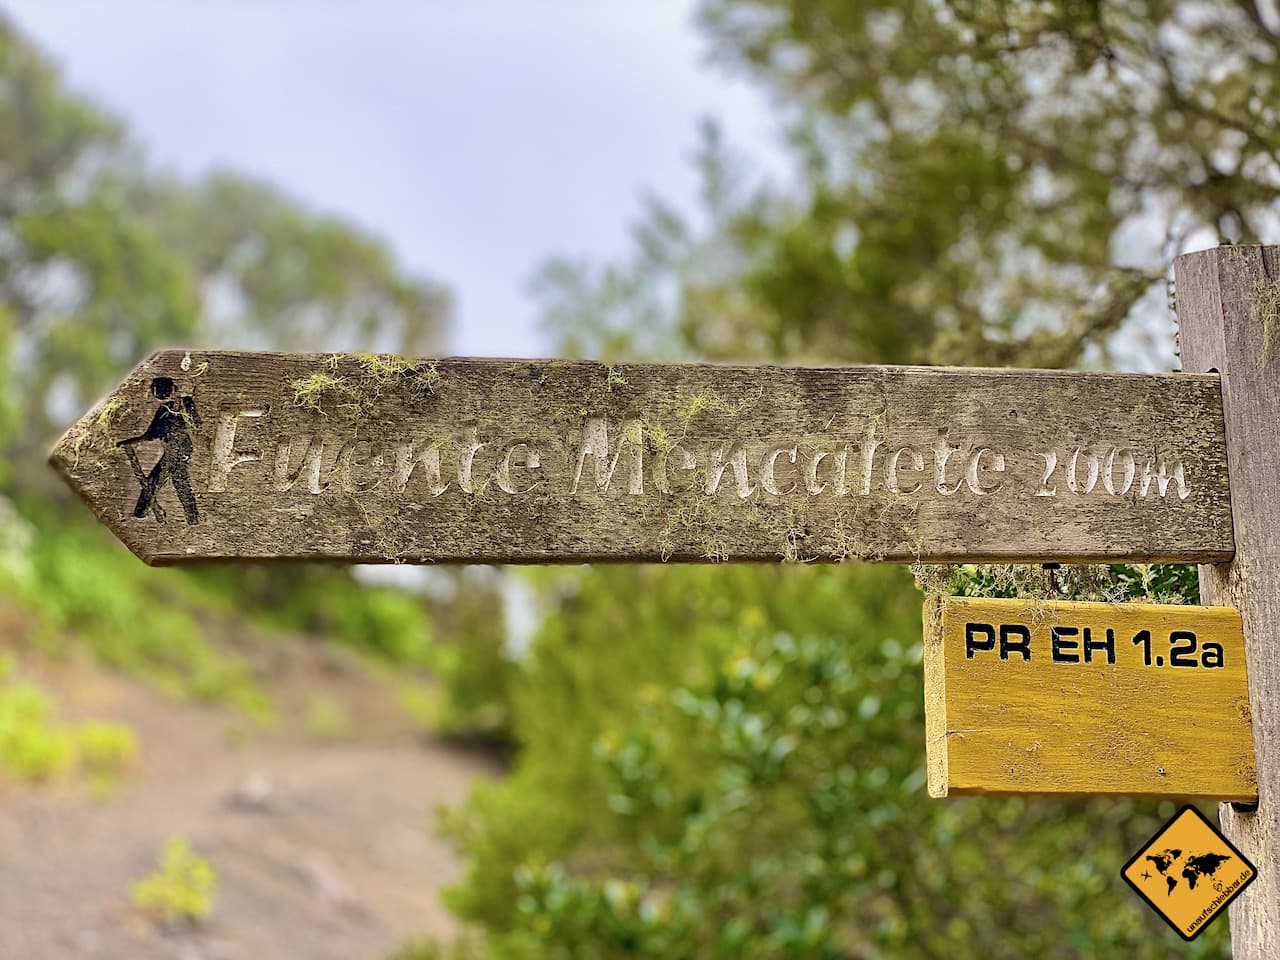 Fuente Mencáfete 200m
PR EH 1.2a
unaufschiebbar.de